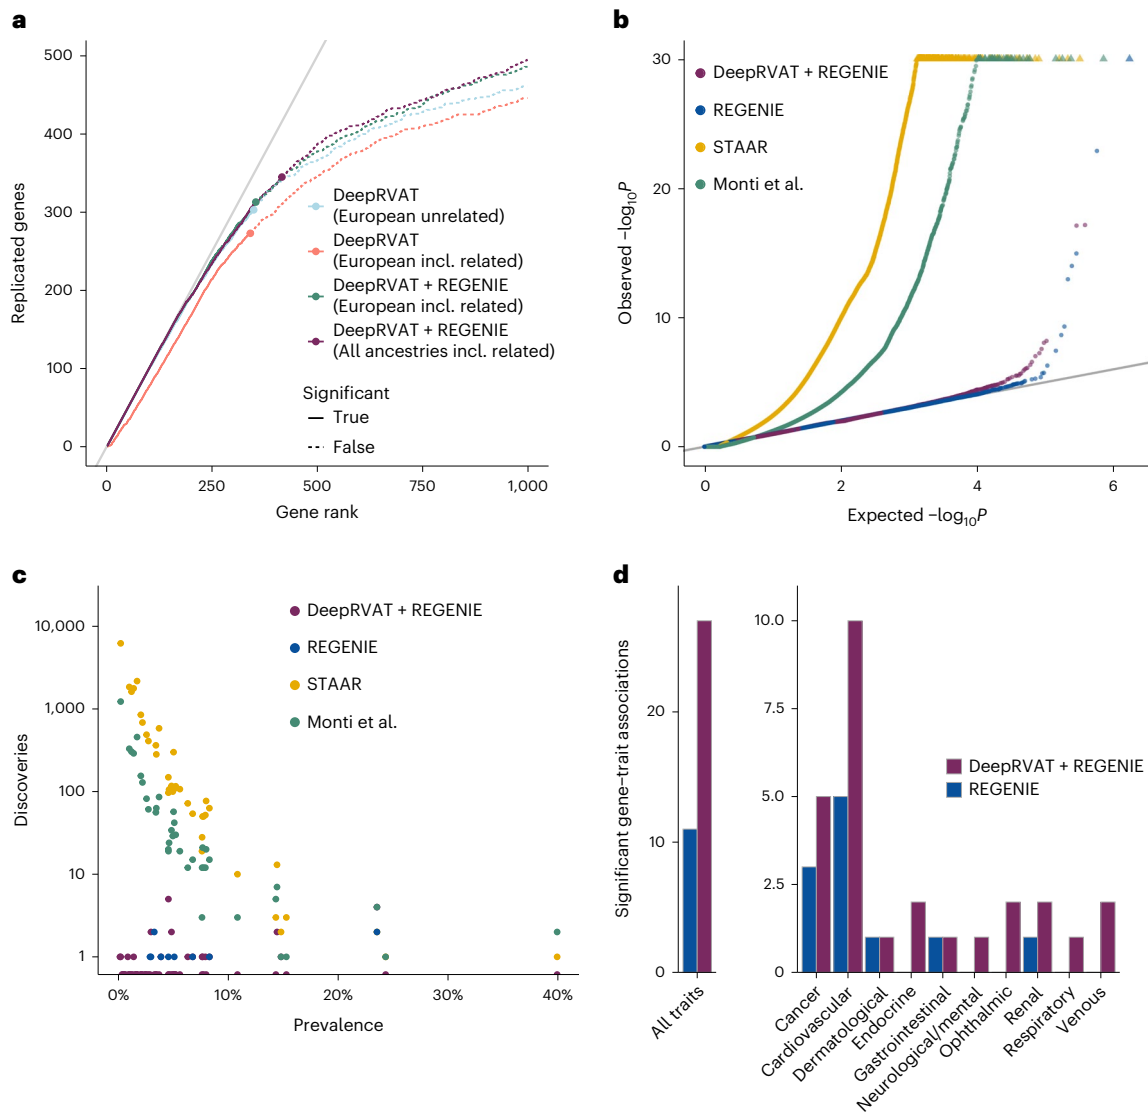 a
500
400
300
200
100
0
Replicated genes
0
250
500
750
1,000
Gene rank
DeepRVAT
(European unrelated)
DeepRVAT
(European incl. related)
DeepRVAT + REGENIE
(European incl. related)
DeepRVAT + REGENIE
(All ancestries incl. related)
Significant
True
False
b
30
20
10
0
Observed −log10P
0
2
4
6
Expected −log10P
DeepRVAT + REGENIE
REGENIE
STAAR
Monti et al.
c
10,000
1,000
100
10
1
Discoveries
0%
10%
20%
30%
40%
Prevalence
DeepRVAT + REGENIE
REGENIE
STAAR
Monti et al.
d
Significant gene–trait associations
20
10
0
All traits
10.0
7.5
5.0
2.5
0
DeepRVAT + REGENIE
REGENIE
Cancer
Cardiovascular
Dermatological
Endocrine
Gastrointestinal
Neurological/mental
Ophthalmic
Renal
Respiratory
Venous